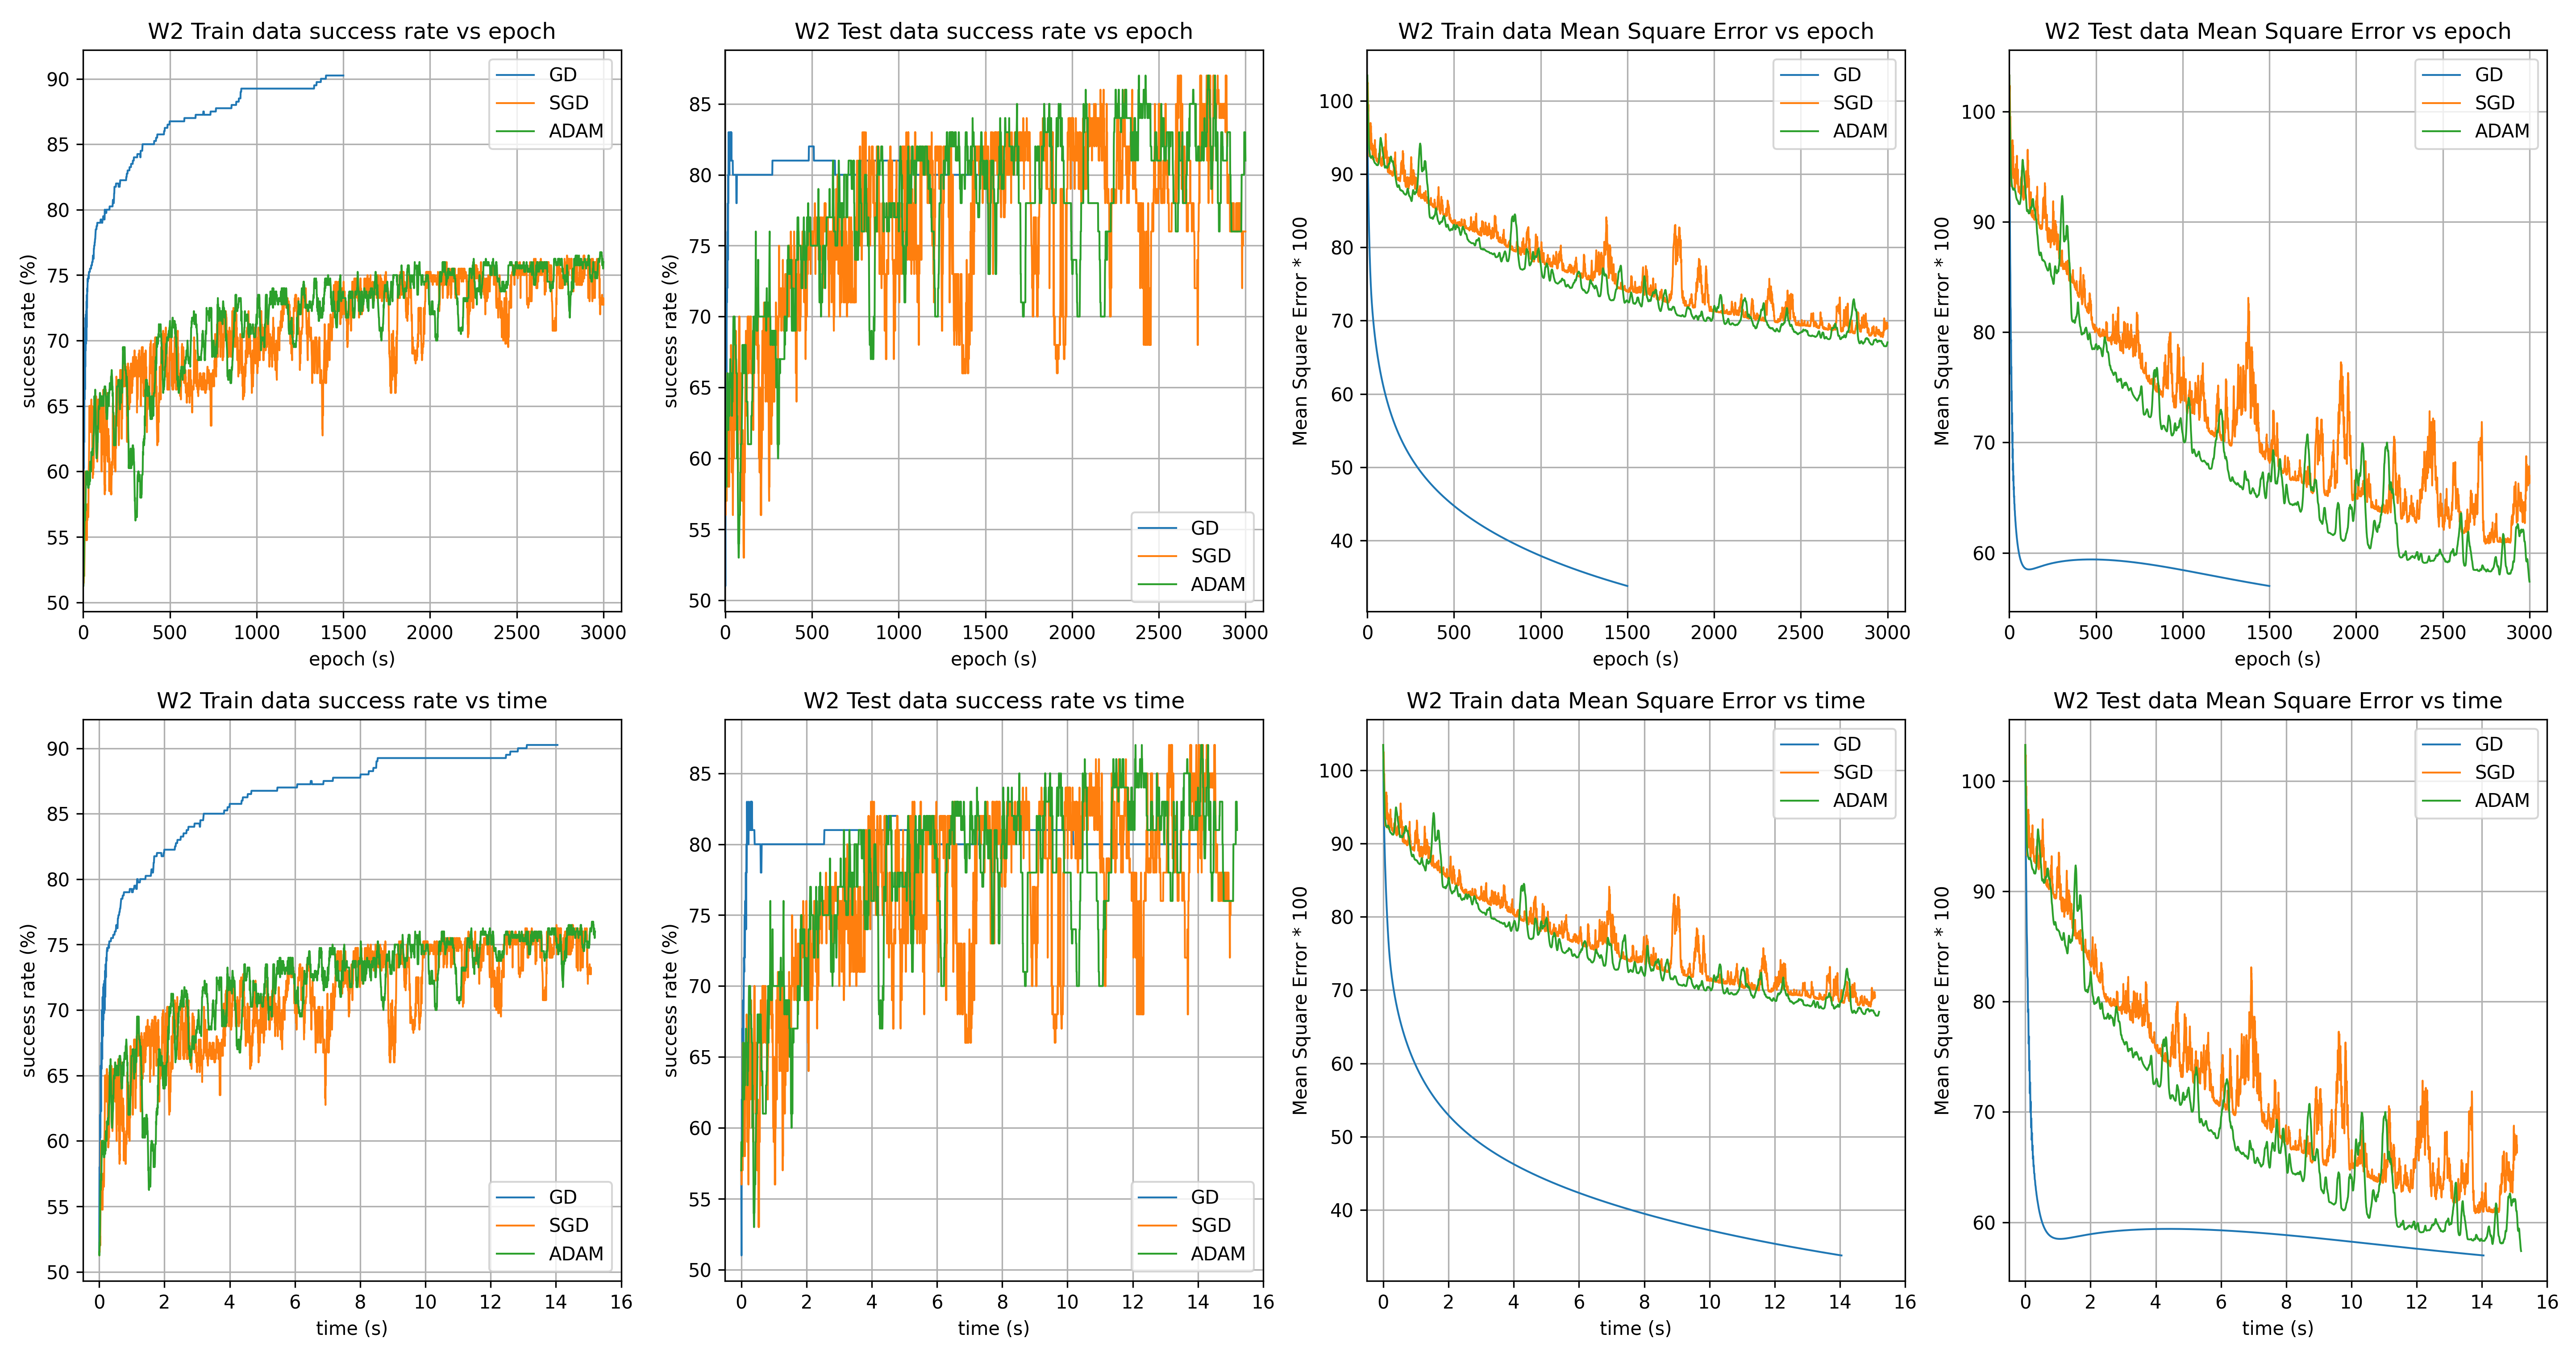 W2 Train data success rate vs epoch
success rate (%)
90
85
80
75
70
65
60
55
50
GD
SGD
ADAM
0 500 1000 1500 2000 2500 3000
epoch (s)
W2 Test data success rate vs epoch
success rate (%)
85
80
75
70
65
60
55
50
GD
SGD
ADAM
0 500 1000 1500 2000 2500 3000
epoch (s)
W2 Train data Mean Square Error vs epoch
Mean Square Error * 100
100
90
80
70
60
50
40
GD
SGD
ADAM
0 500 1000 1500 2000 2500 3000
epoch (s)
W2 Test data Mean Square Error vs epoch
Mean Square Error * 100
100
90
80
70
60
GD
SGD
ADAM
0 500 1000 1500 2000 2500 3000
epoch (s)
W2 Train data success rate vs time
success rate (%)
90
85
80
75
70
65
60
55
50
GD
SGD
ADAM
0 2 4 6 8 10 12 14 16
time (s)
W2 Test data success rate vs time
success rate (%)
85
80
75
70
65
60
55
50
GD
SGD
ADAM
0 2 4 6 8 10 12 14 16
time (s)
W2 Train data Mean Square Error vs time
Mean Square Error * 100
100
90
80
70
60
50
40
GD
SGD
ADAM
0 2 4 6 8 10 12 14 16
time (s)
W2 Test data Mean Square Error vs time
Mean Square Error * 100
100
90
80
70
60
GD
SGD
ADAM
0 2 4 6 8 10 12 14 16
time (s)